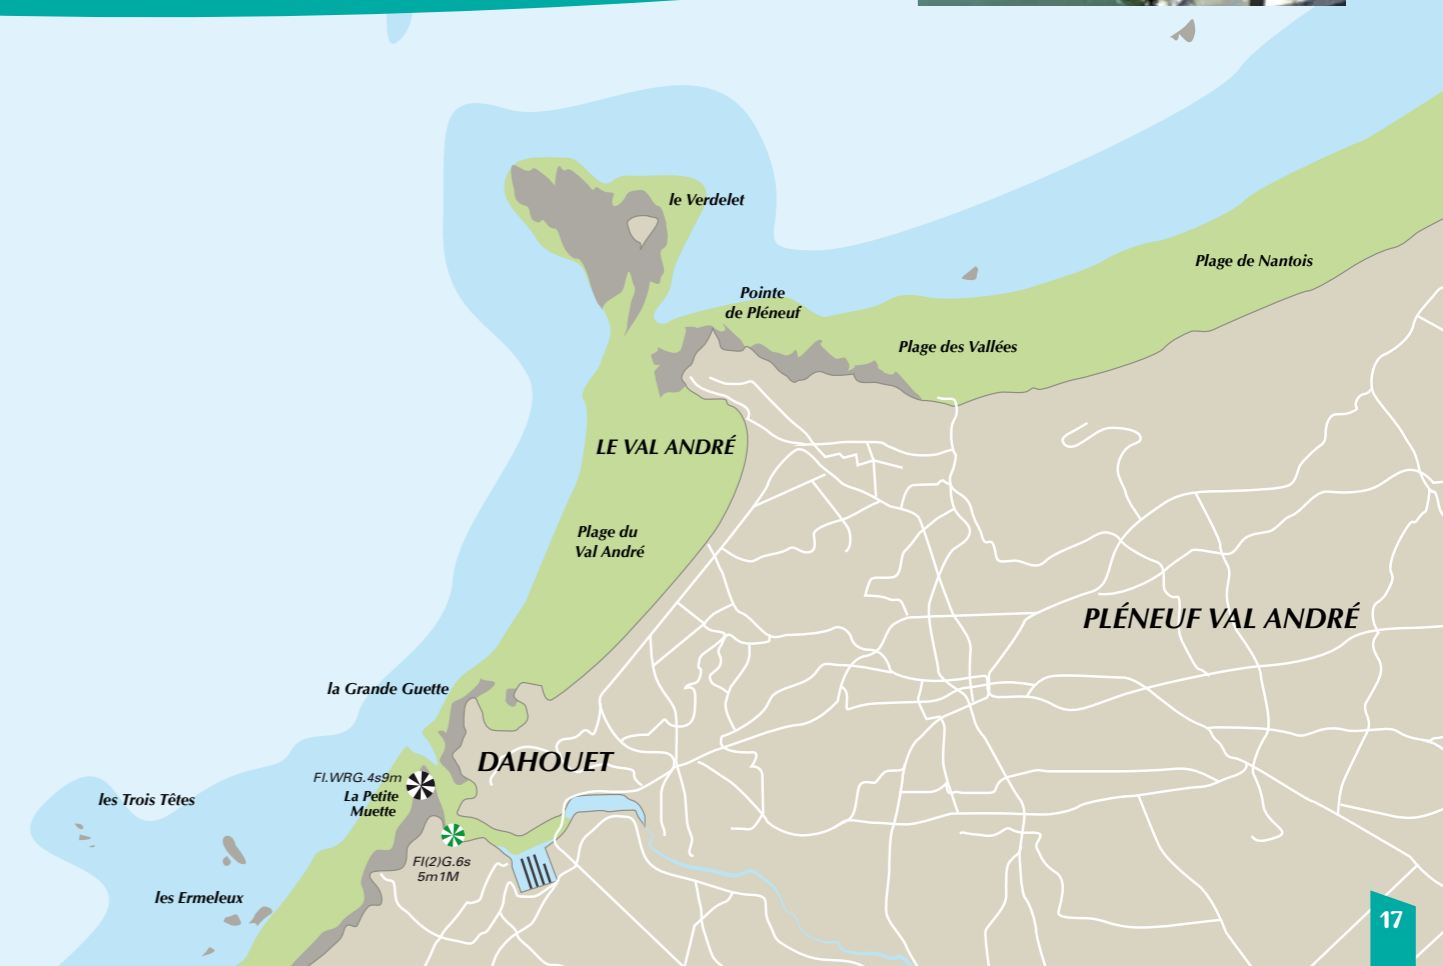 le Verdelet
Plage de Nantois
Pointe
de Pléneuf
Plage des Vallées
LE VAL ANDRÉ
Plage du
Val André
PLÉNEUF VAL ANDRÉ
la Grande Guette
DAHOUET
Fl.WRG.4s9m
La Petite
Muette
les Trois Têtes
Fl(2)G.6s
5m1M
les Ermeleux
17